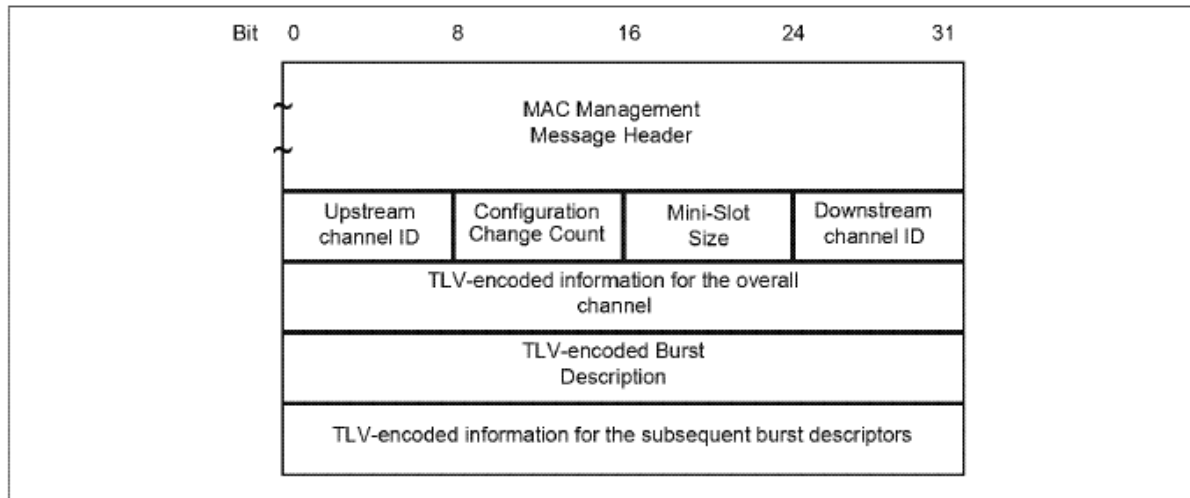 Bit 0 8 16 24 31
MAC Management
Message Header
Upstream
channel ID
Configuration
Change Count
Mini-Slot
Size
Downstream
channel ID
TLV-encoded information for the overall
channel
TLV-encoded Burst
Description
TLV-encoded information for the subsequent burst descriptors